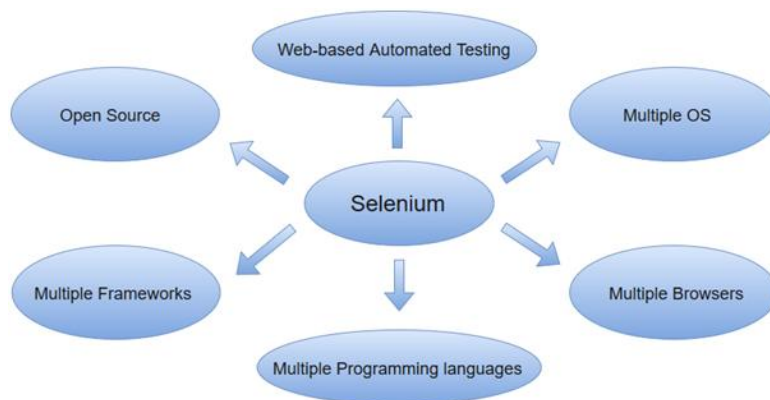 Web-based Automated Testing
Open Source
Multiple OS
Selenium
Multiple Frameworks
Multiple Browsers
Multiple Programming languages